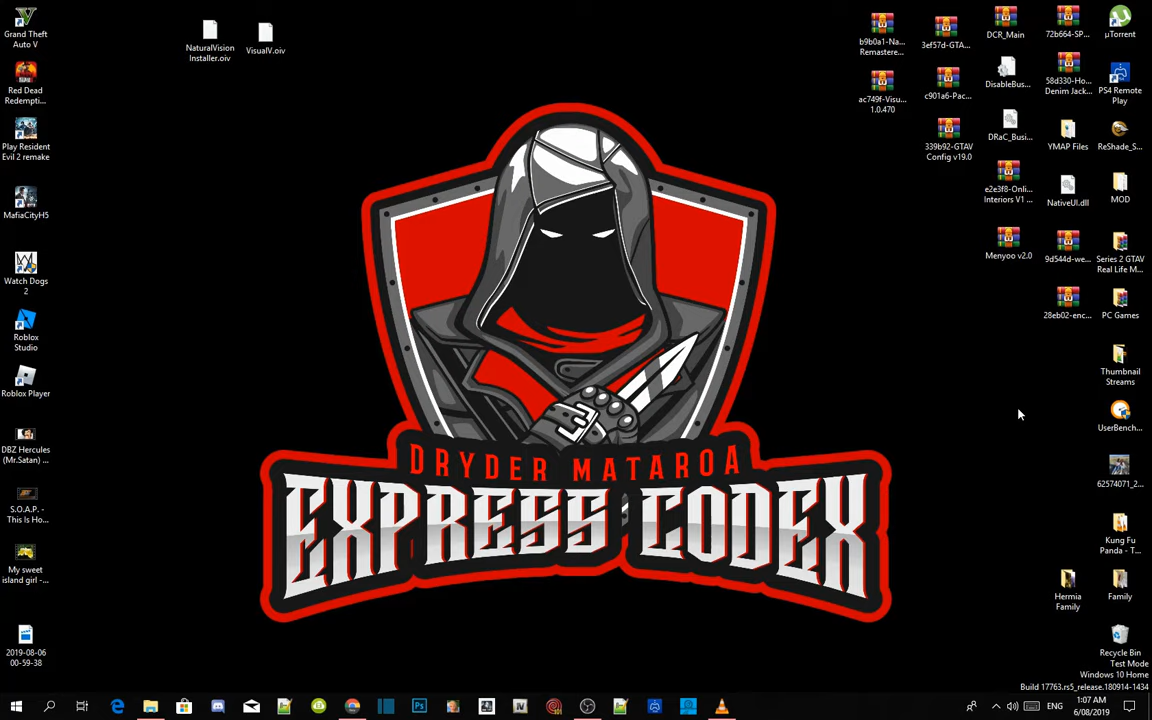 Grand Theft
Auto V
Red Dead
Redempti...
Play Resident
Evil 2 remake
MafiaCityH5
Watch Dogs
2
Roblox
Studio
Roblox Player
DBZ Hercules
(Mr.Satan) ...
S.O.A.P. -
This Is Ho...
My sweet
island girl -...
2019-08-06
00-59-38
NaturalVision
Installer.oiv
VisualV.oiv
DRYDER MATAROA
EXPRESS CODEX
b9b0a1-Na...
Remastere...
ac749f-Visu...
1.0.470
3ef57d-GTA...
c901a6-Pac...
339b92-GTAV
Config v19.0
DCR_Main
DisableBus...
DRaC_Busi...
e2e3f8-Onli...
Interiors V1 ...
Menyoo v2.0
72b664-SP...
58d330-Ho...
Denim Jack...
YMAP Files
NativeUI.dll
9d544d-we...
28eb02-enc...
µTorrent
PS4 Remote
Play
ReShade_S...
MOD
Series 2 GTAV
Real Life M...
PC Games
Thumbnail
Streams
UserBench...
62574071_2...
Kung Fu
Panda - T...
Hermia
Family
Family
Recycle Bin
Test Mode
Windows 10 Home
Build 17763.rs5_release.180914-1434
ENG
1:07 AM
6/08/2019